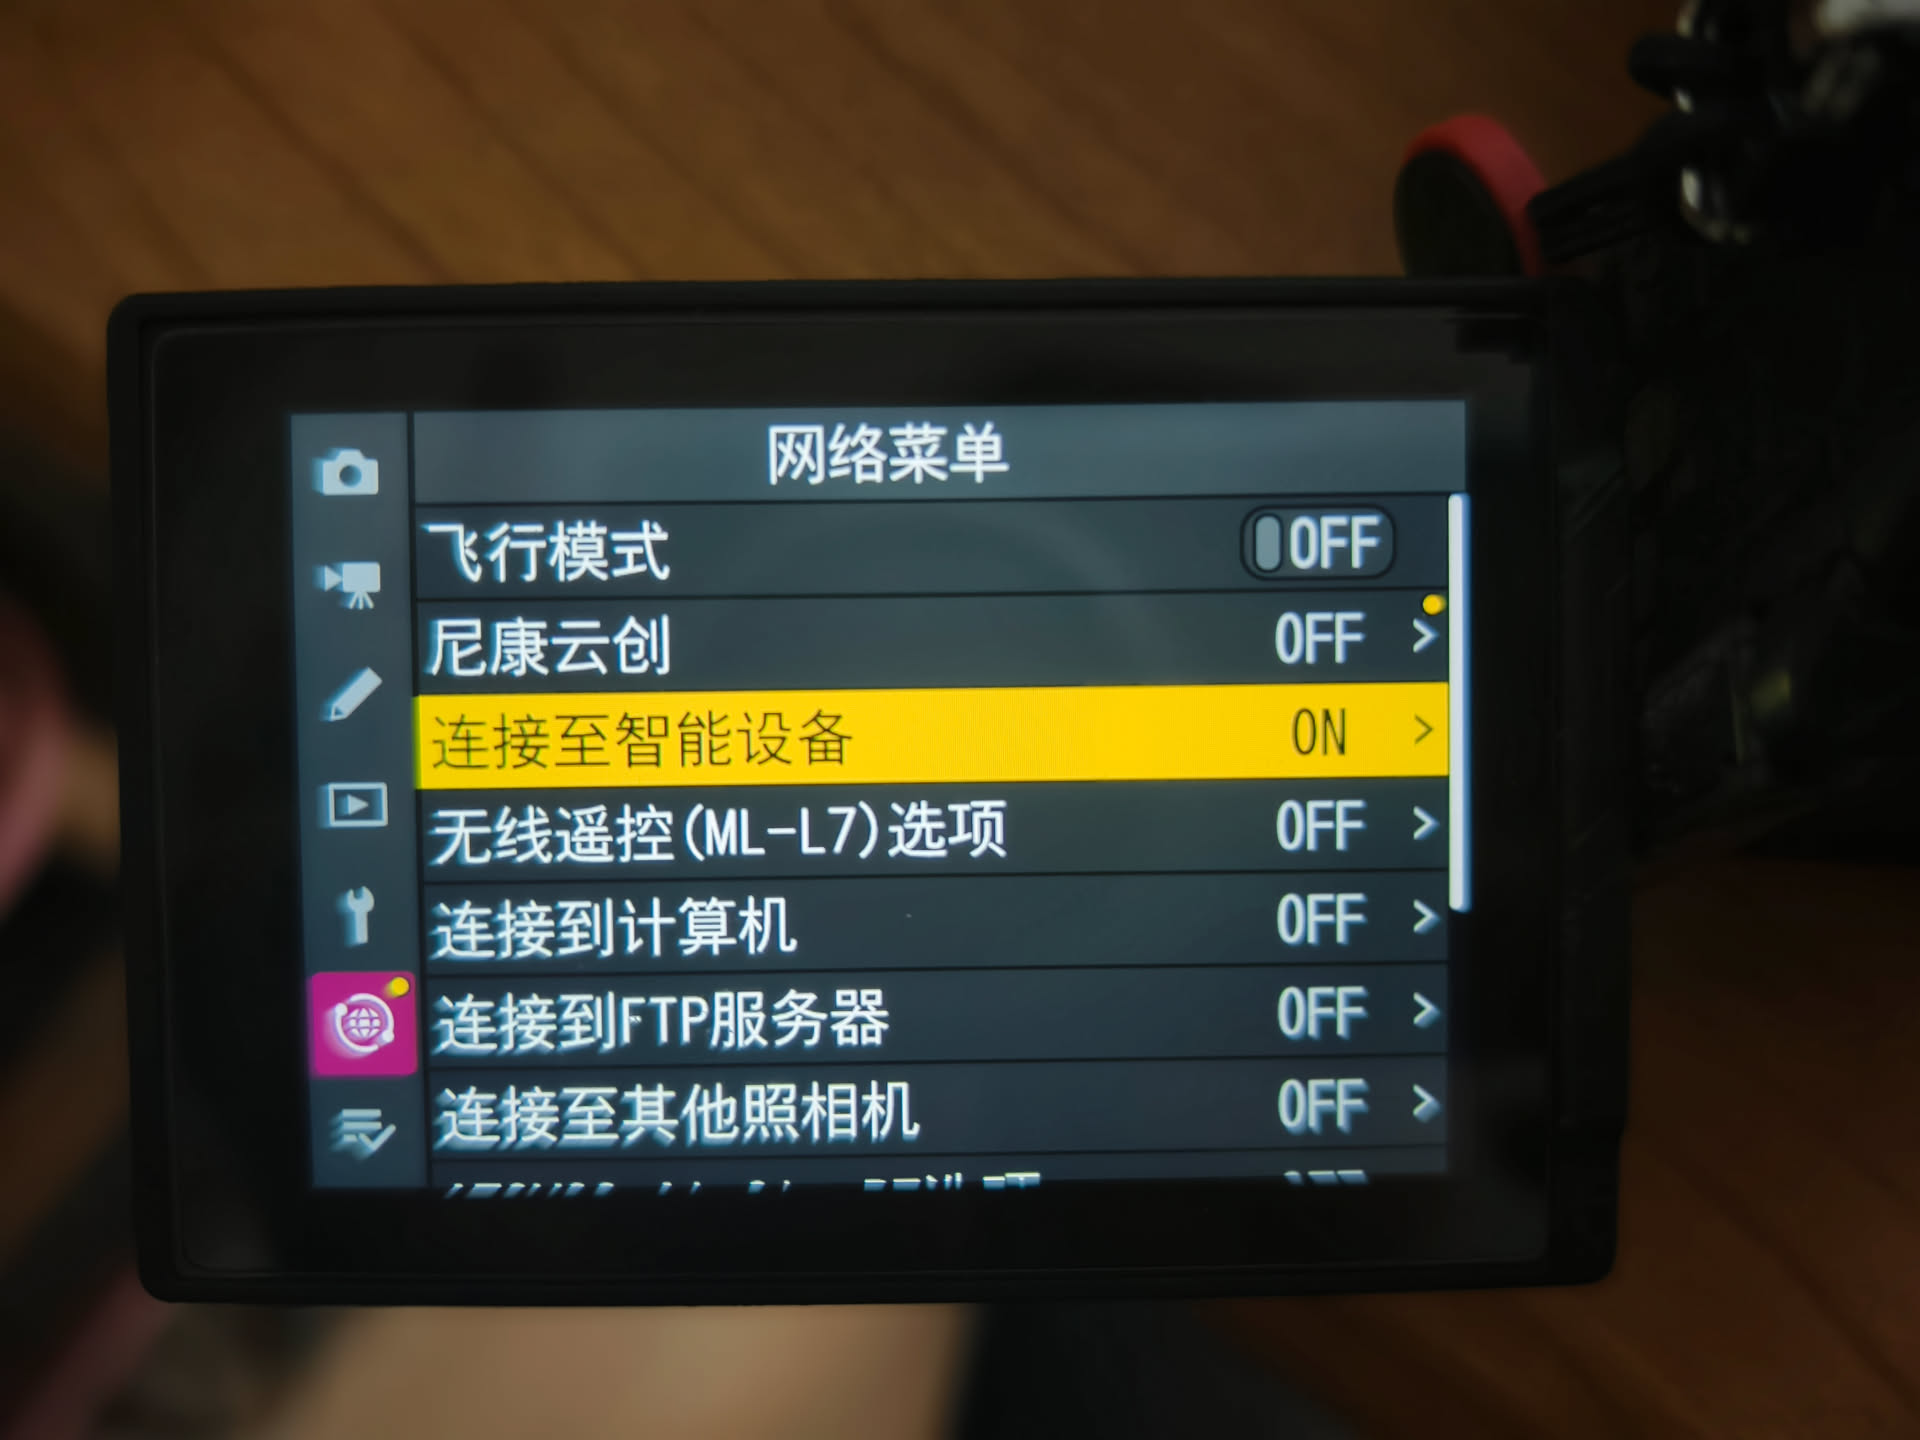 网络菜单
飞行模式 OFF
尼康云创 OFF >
连接至智能设备 ON >
无线遥控(ML-L7)选项 OFF >
连接到计算机 OFF >
连接到FTP服务器 OFF >
连接至其他照相机 OFF >